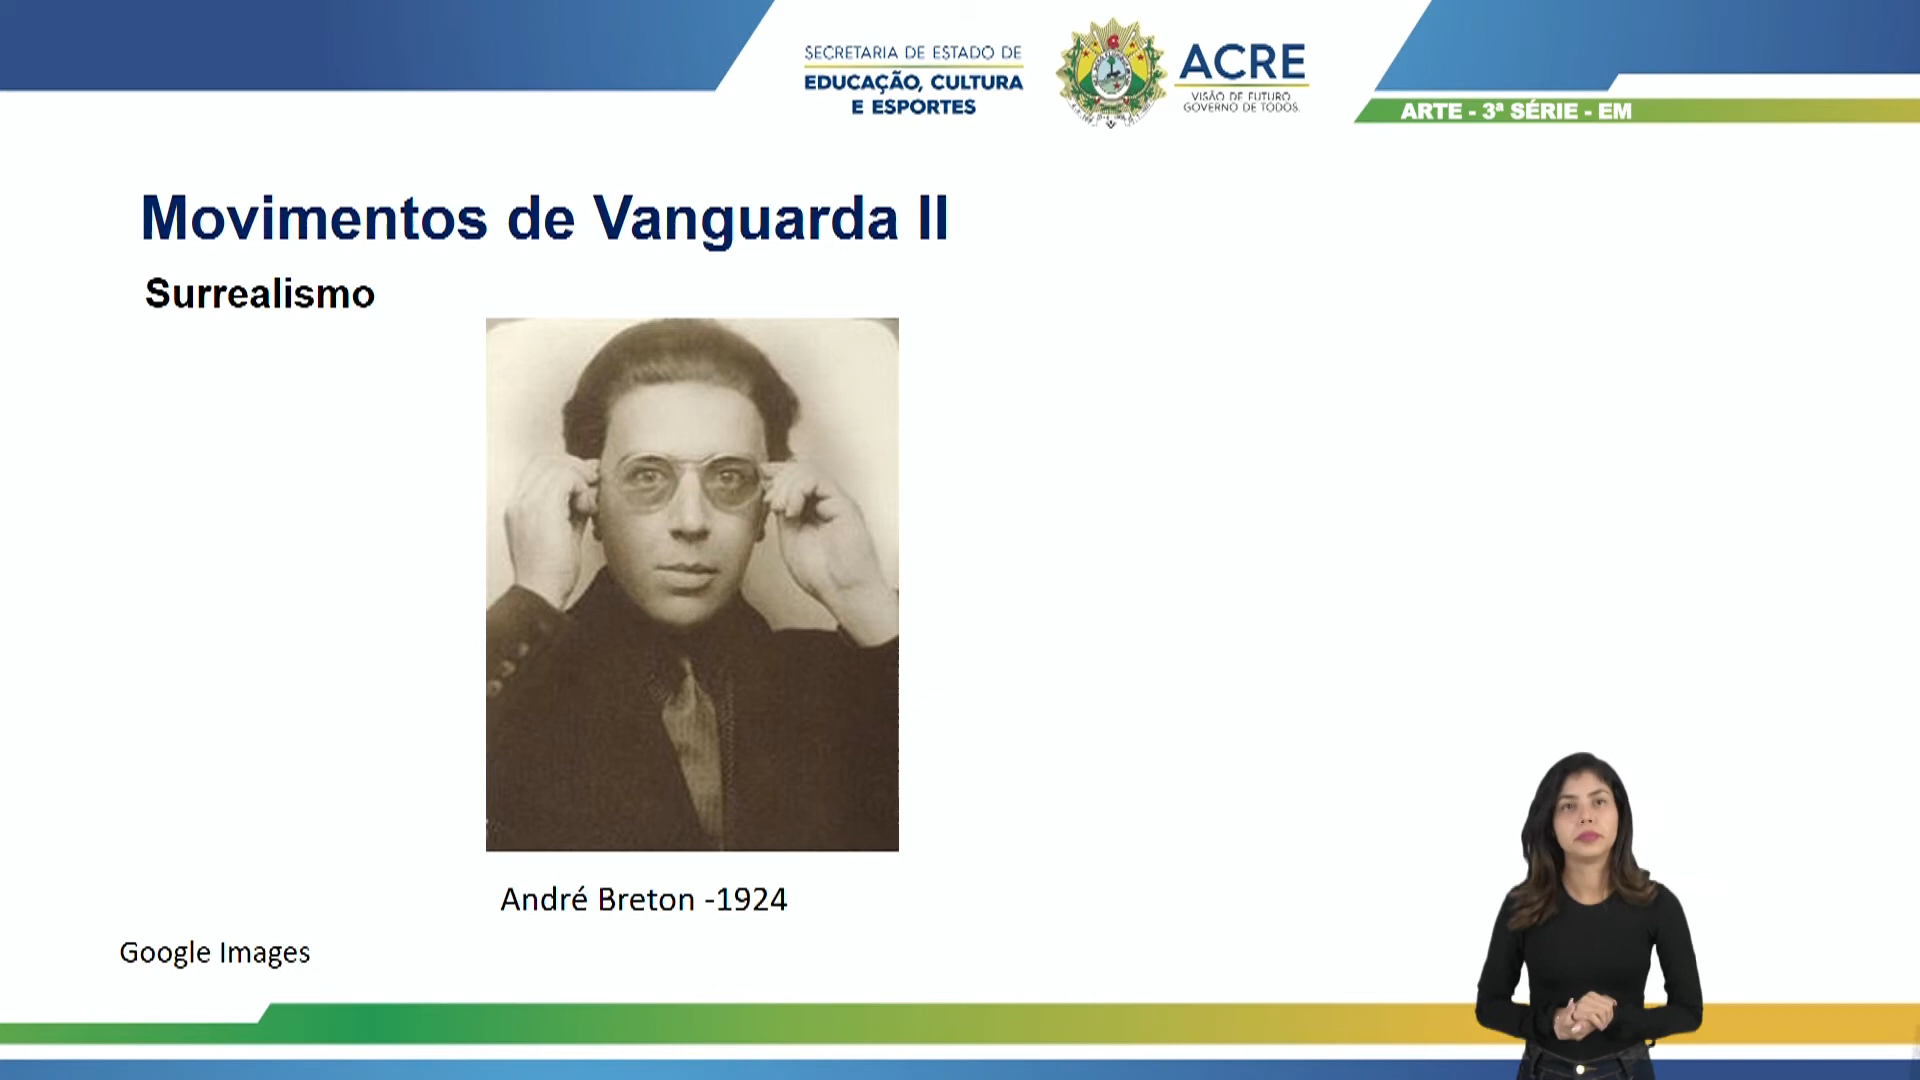 SECRETARIA DE ESTADO DE
EDUCAÇÃO, CULTURA
E ESPORTES
ACRE
VISÃO DE FUTURO
GOVERNO DE TODOS.
ARTE - 3ª SÉRIE - EM
Movimentos de Vanguarda II
Surrealismo
André Breton -1924
Google Images